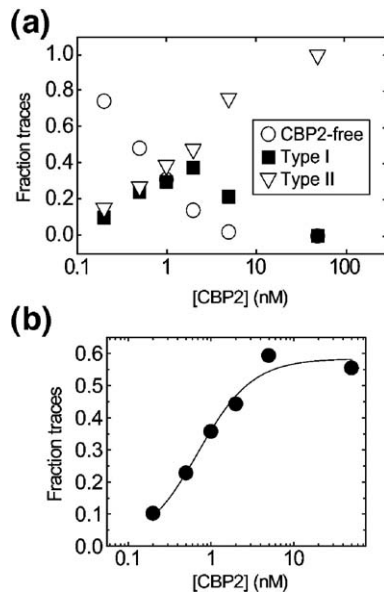 (a)
1.0
0.8
0.6
0.4
0.2
0.0
Fraction traces
CBP2-free
Type I
Type II
0.1 1 10 100
[CBP2] (nM)
(b)
0.6
0.5
0.4
0.3
0.2
0.1
0.0
Fraction traces
0.1 1 10
[CBP2] (nM)